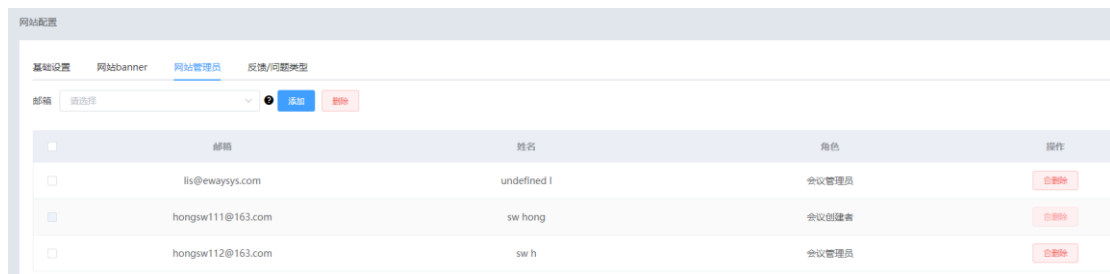 网站配置
基础设置 网站banner 网站管理员 反馈/问题类型
邮箱 请选择 ? 添加 删除
邮箱 姓名 角色 操作
lis@ewaysys.com undefined l 会议管理员 删除
hongsw111@163.com sw hong 会议创建者 删除
hongsw112@163.com sw h 会议管理员 删除